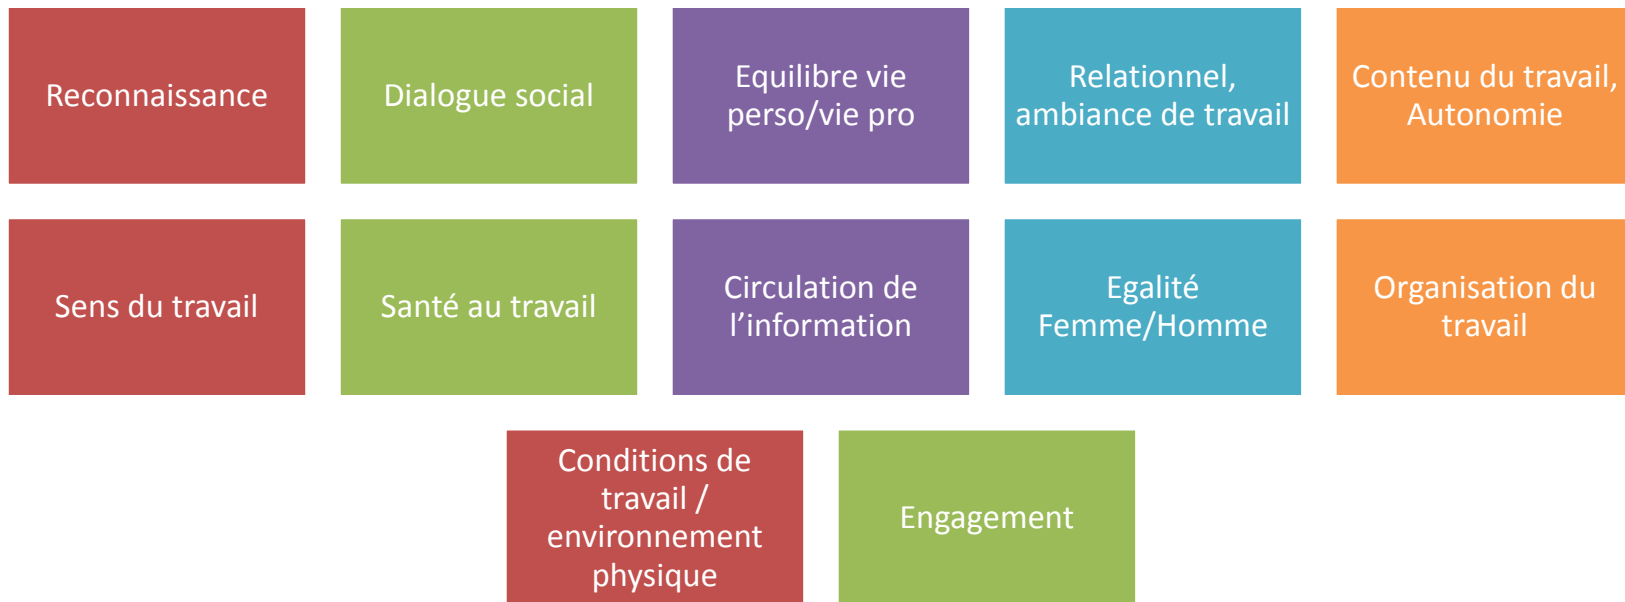 Reconnaissance
Dialogue social
Equilibre vie
perso/vie pro
Relationnel,
ambiance de travail
Contenu du travail,
Autonomie
Sens du travail
Santé au travail
Circulation de
l’information
Egalité
Femme/Homme
Organisation du
travail
Conditions de
travail /
environnement
physique
Engagement